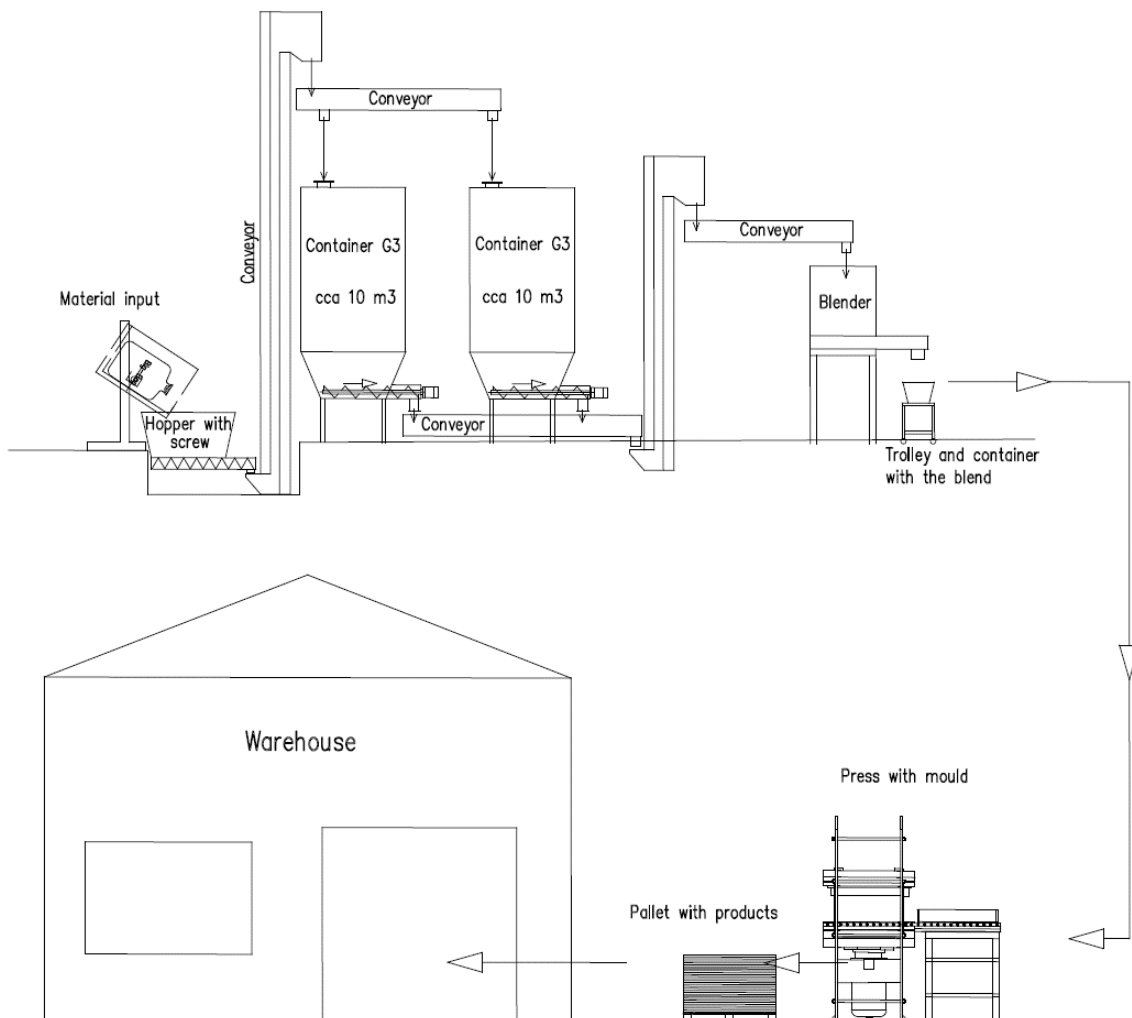 Conveyor
Conveyor
Container G3
cca 10 m3
Container G3
cca 10 m3
Conveyor
Material input
Blender
Hopper with
screw
Conveyor
Trolley and container
with the blend
Warehouse
Press with mould
Pallet with products